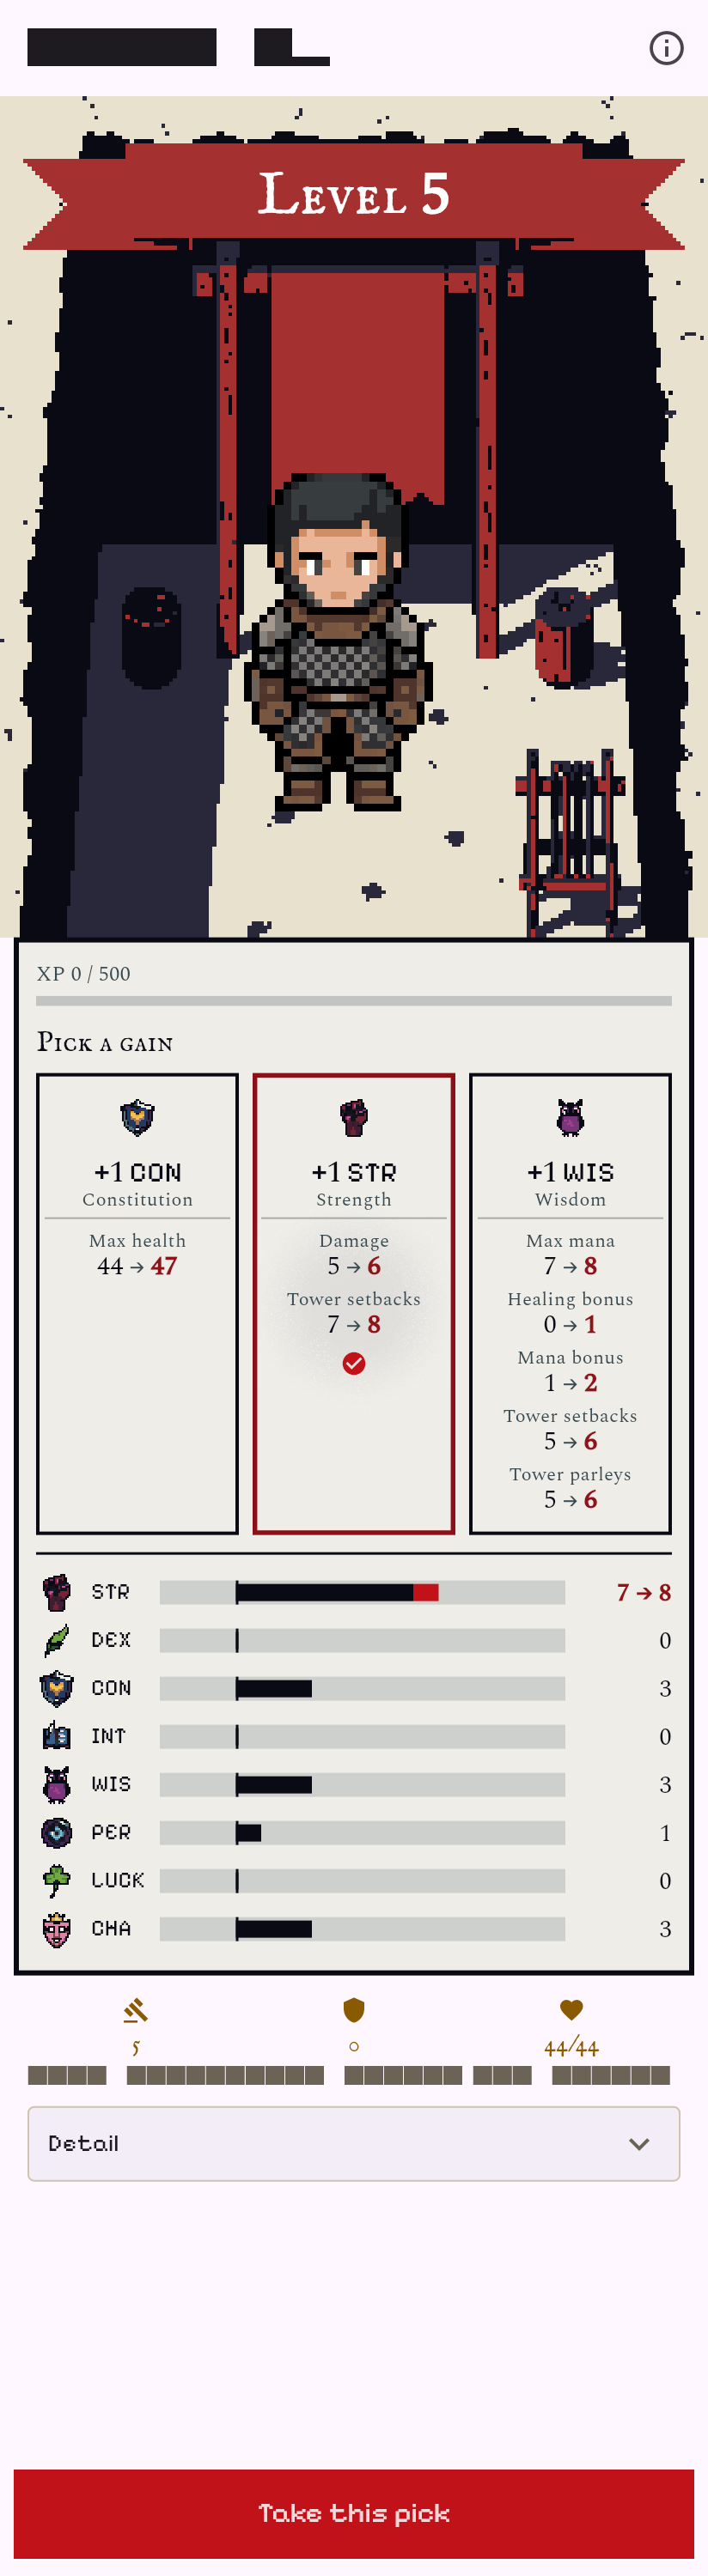 Level 5
XP 0 / 500
Pick a gain
+1 CON
Constitution
Max health
44 → 47
+1 STR
Strength
Damage
5 → 6
Tower setbacks
7 → 8
+1 WIS
Wisdom
Max mana
7 → 8
Healing bonus
0 → 1
Mana bonus
1 → 2
Tower setbacks
5 → 6
Tower parleys
5 → 6
STR 7 → 8
DEX 0
CON 3
INT 0
WIS 3
PER 1
LUCK 0
CHA 3
5 0 44/44
Detail
Take this pick